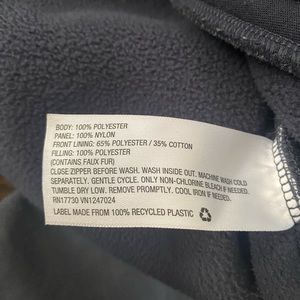 BODY: 100% POLYESTER
PANEL: 100% NYLON
FRONT LINING: 65% POLYESTER / 35% COTTON
FILLING: 100% POLYESTER
(CONTAINS FAUX FUR)
CLOSE ZIPPER BEFORE WASH. WASH INSIDE OUT. MACHINE WASH COLD
SEPARATELY. GENTLE CYCLE. ONLY NON-CHLORINE BLEACH IF NEEDED.
TUMBLE DRY LOW. REMOVE PROMPTLY. COOL IRON IF NEEDED.
RN17730 VN1247024
LABEL MADE FROM 100% RECYCLED PLASTIC